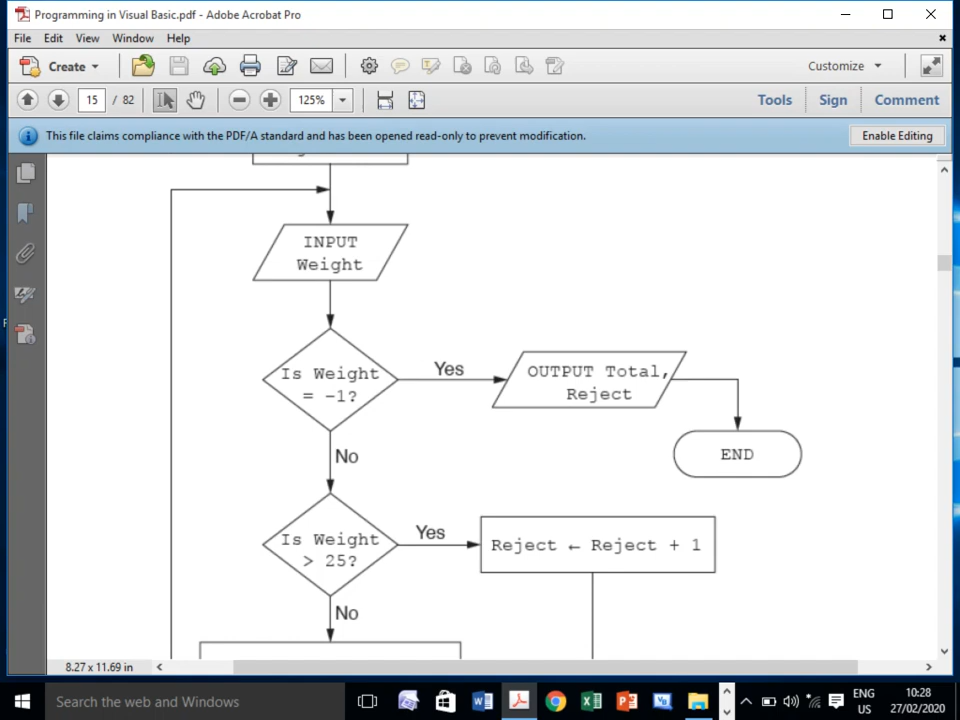 Programming in Visual Basic.pdf - Adobe Acrobat Pro
File Edit View Window Help
Create
Customize
15 / 82
125%
Tools Sign Comment
This file claims compliance with the PDF/A standard and has been opened read-only to prevent modification.
Enable Editing
INPUT
Weight
Is Weight
= -1?
Yes
OUTPUT Total,
Reject
END
No
Is Weight
> 25?
Yes
Reject ← Reject + 1
No
8.27 x 11.69 in
Search the web and Windows
ENG
US
10:28
27/02/2020